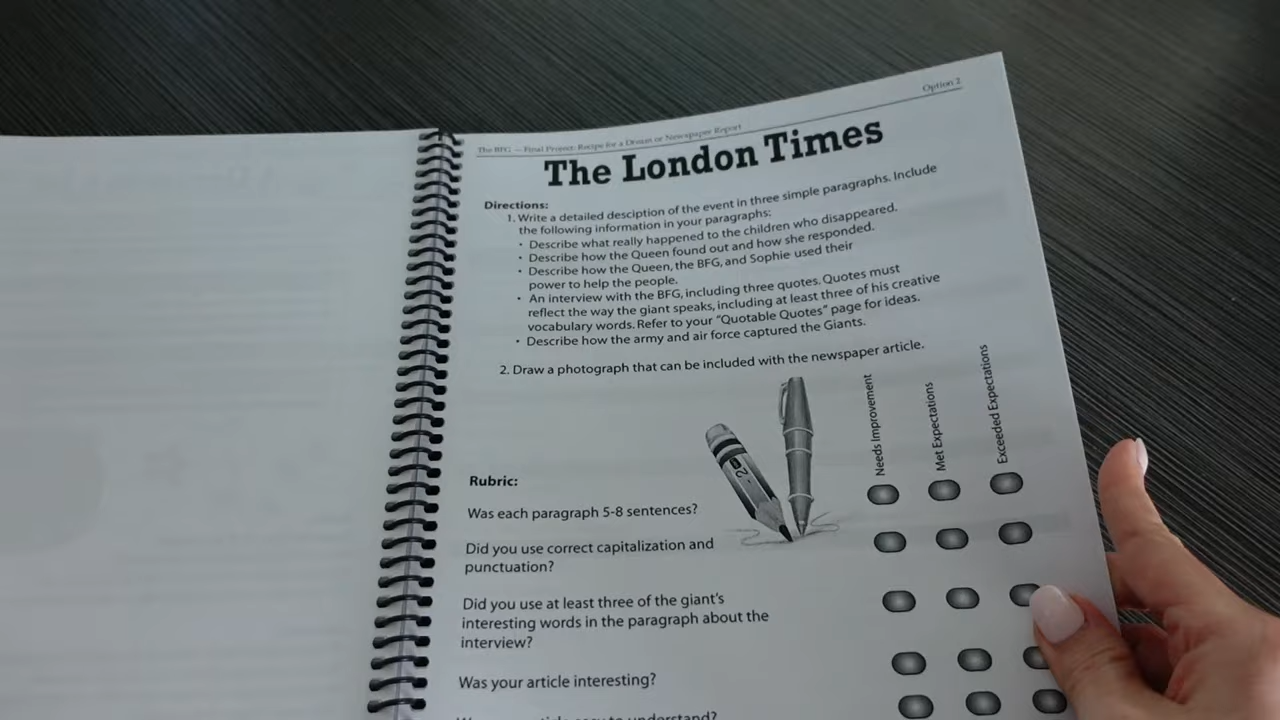 Option 2
The BFG — Final Project: Recipe for a Dream or Newspaper Report
The London Times
Directions:
1. Write a detailed desciption of the event in three simple paragraphs. Include
the following information in your paragraphs:
• Describe what really happened to the children who disappeared.
• Describe how the Queen found out and how she responded.
• Describe how the Queen, the BFG, and Sophie used their
power to help the people.
• An interview with the BFG, including three quotes. Quotes must
reflect the way the giant speaks, including at least three of his creative
vocabulary words. Refer to your "Quotable Quotes" page for ideas.
• Describe how the army and air force captured the Giants.
2. Draw a photograph that can be included with the newspaper article.
Needs Improvement
Met Expectations
Exceeded Expectations
2
Rubric:
Was each paragraph 5-8 sentences?
Did you use correct capitalization and
punctuation?
Did you use at least three of the giant's
interesting words in the paragraph about the
interview?
Was your article interesting?
understand?